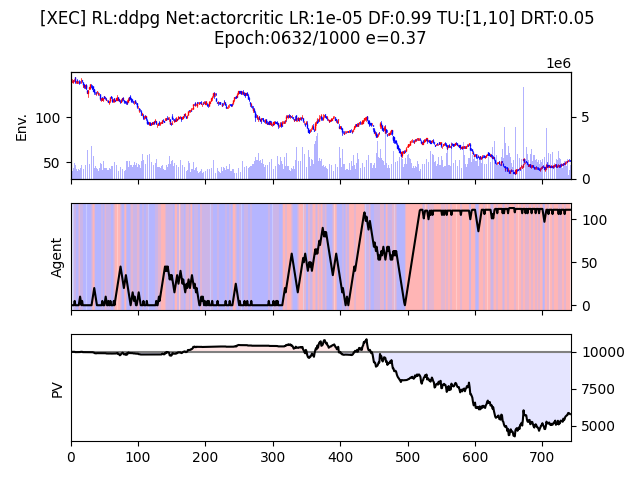 [XEC] RL:ddpg Net:actorcritic LR:1e-05 DF:0.99 TU:[1,10] DRT:0.05
Epoch:0632/1000 e=0.37
1e6
Env.
100
50
5
0
Agent
100
50
0
PV
10000
7500
5000
0 100 200 300 400 500 600 700